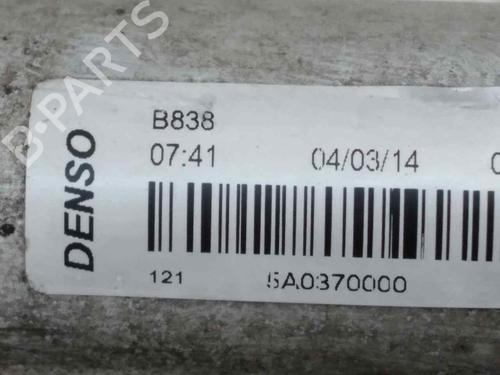 B-PARTS
DENSO
B838
07:41 04/03/14
121 5A0370000